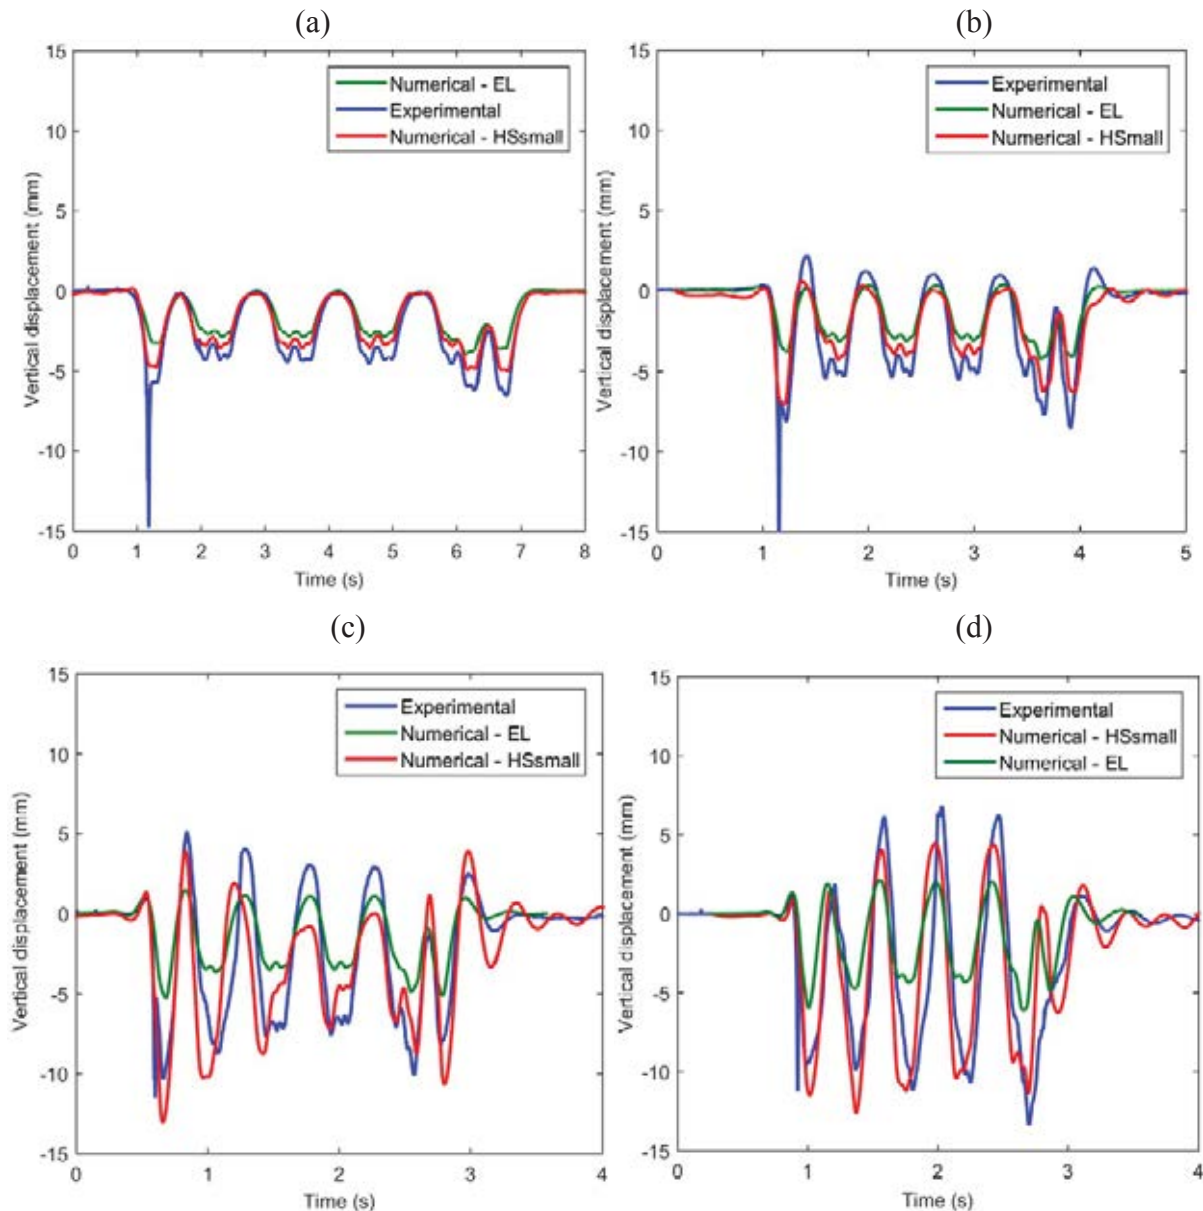 (a)
15
10
5
0
-5
-10
-15
Vertical displacement (mm)
Numerical - EL
Experimental
Numerical - HSsmall
0 1 2 3 4 5 6 7 8
Time (s)
(b)
15
10
5
0
-5
-10
-15
Vertical displacement (mm)
Experimental
Numerical - EL
Numerical - HSmall
0 1 2 3 4 5
Time (s)
(c)
15
10
5
0
-5
-10
-15
Vertical displacement (mm)
Experimental
Numerical - EL
Numerical - HSsmall
0 1 2 3 4
Time (s)
(d)
15
10
5
0
-5
-10
-15
Vertical displacement (mm)
Experimental
Numerical - HSsmall
Numerical - EL
0 1 2 3 4
Time (s)